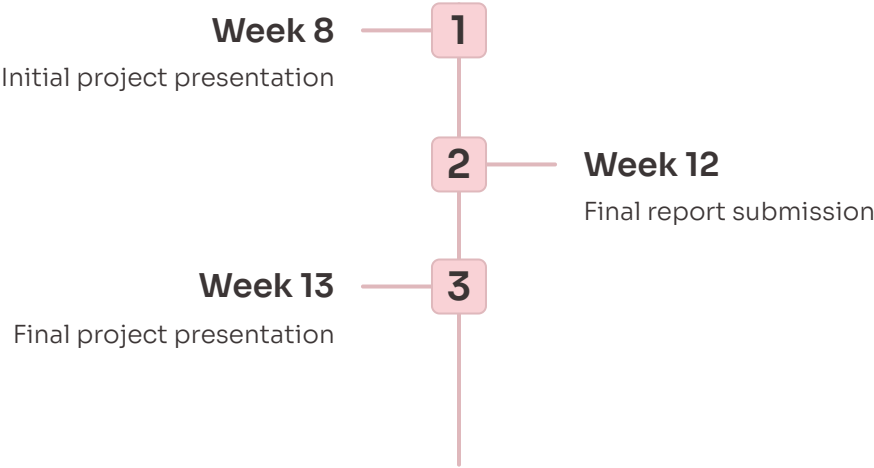 Week 8
1
Initial project presentation
2
Week 12
Final report submission
Week 13
3
Final project presentation